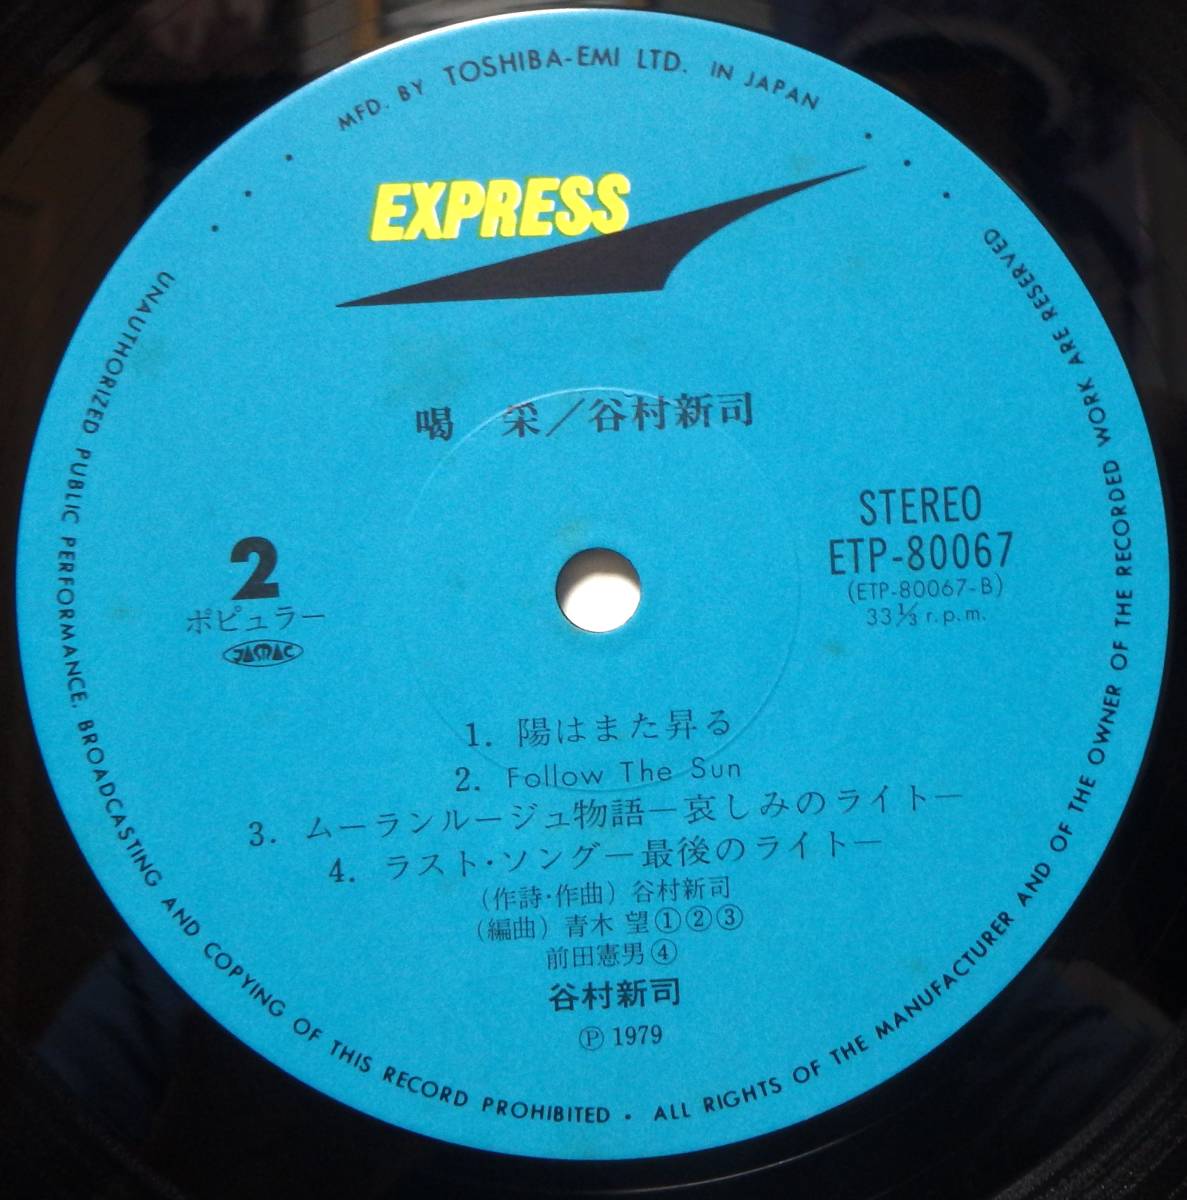 MFD. BY TOSHIBA-EMI LTD. IN JAPAN
EXPRESS
喝 采／谷村新司
STEREO
ETP-80067
(ETP-80067-B)
33 1/3 r.p.m.
2
ポピュラー
JASRAC
1. 陽はまた昇る
2. Follow The Sun
3. ムーランルージュ物語ー哀しみのライトー
4. ラスト・ソングー最後のライトー
(作詩・作曲) 谷村新司
(編曲) 青木 望①②③
前田憲男④
谷村新司
Ⓟ 1979
UNAUTHORIZED PUBLIC PERFORMANCE, BROADCASTING AND COPYING OF THIS RECORD PROHIBITED • ALL RIGHTS OF THE MANUFACTURER AND OF THE OWNER OF THE RECORDED WORK ARE RESERVED